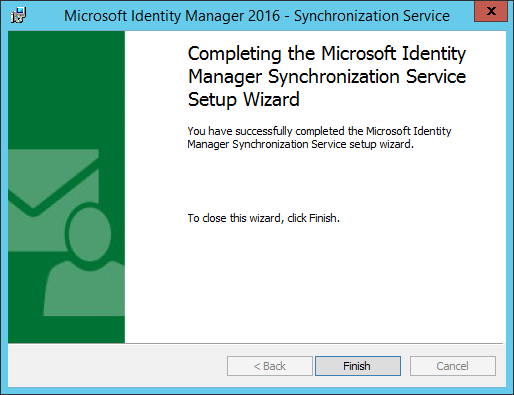 Microsoft Identity Manager 2016 - Synchronization Service
x
Completing the Microsoft Identity
Manager Synchronization Service
Setup Wizard
You have successfully completed the Microsoft Identity
Manager Synchronization Service setup wizard.
To close this wizard, click Finish.
< Back Finish Cancel